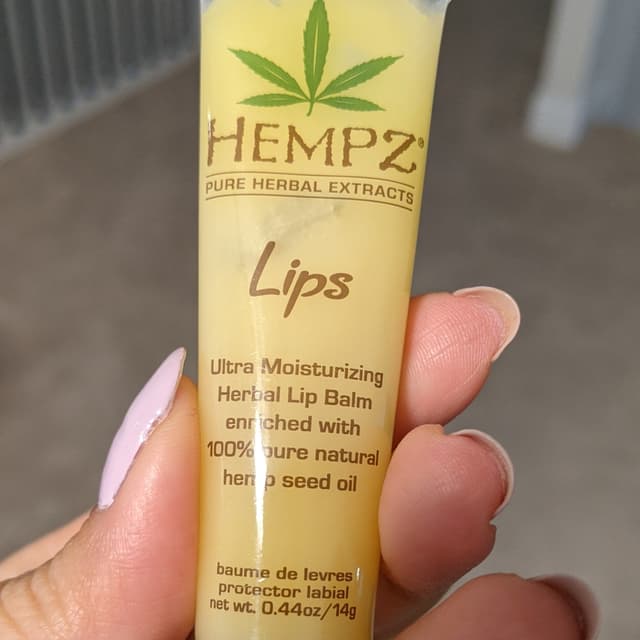 HEMPZ®
PURE HERBAL EXTRACTS
Lips
Ultra Moisturizing
Herbal Lip Balm
enriched with
100% pure natural
hemp seed oil
baume de levres
protector labial
net wt. 0.44oz/14g